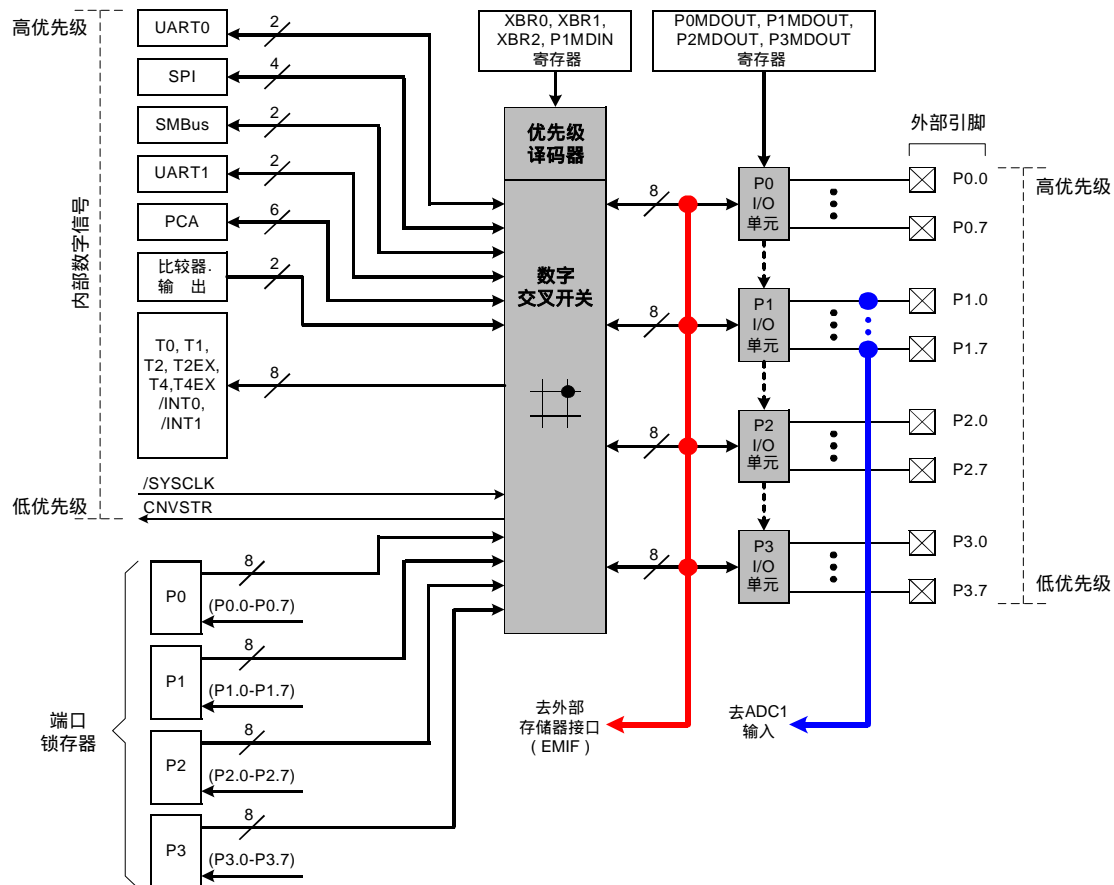 高优先级
UART0
2
SPI
4
SMBus
2
UART1
2
PCA
6
比较器.
输 出
2
T0, T1,
T2, T2EX,
T4,T4EX
/INT0,
/INT1
8
内部数字信号
/SYSCLK
CNVSTR
低优先级
XBR0, XBR1,
XBR2, P1MDIN
寄存器
P0MDOUT, P1MDOUT,
P2MDOUT, P3MDOUT
寄存器
优先级
译码器
数字
交叉开关
8
8
8
8
P0
I/O
单元
P1
I/O
单元
P2
I/O
单元
P3
I/O
单元
外部引脚
P0.0
P0.7
P1.0
P1.7
P2.0
P2.7
P3.0
P3.7
高优先级
低优先级
端口
锁存器
P0
8
(P0.0-P0.7)
P1
8
(P1.0-P1.7)
P2
8
(P2.0-P2.7)
P3
8
(P3.0-P3.7)
去外部
存储器接口
( EMIF )
去ADC1
输入